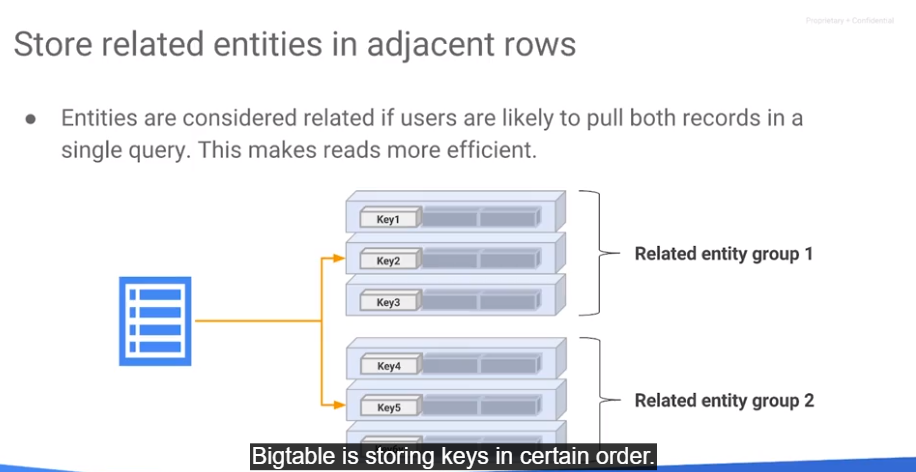 Proprietary + Confidential
Store related entities in adjacent rows
● Entities are considered related if users are likely to pull both records in a
single query. This makes reads more efficient.
Key1
Key2
Key3
Related entity group 1
Key4
Key5
Related entity group 2
Bigtable is storing keys in certain order.